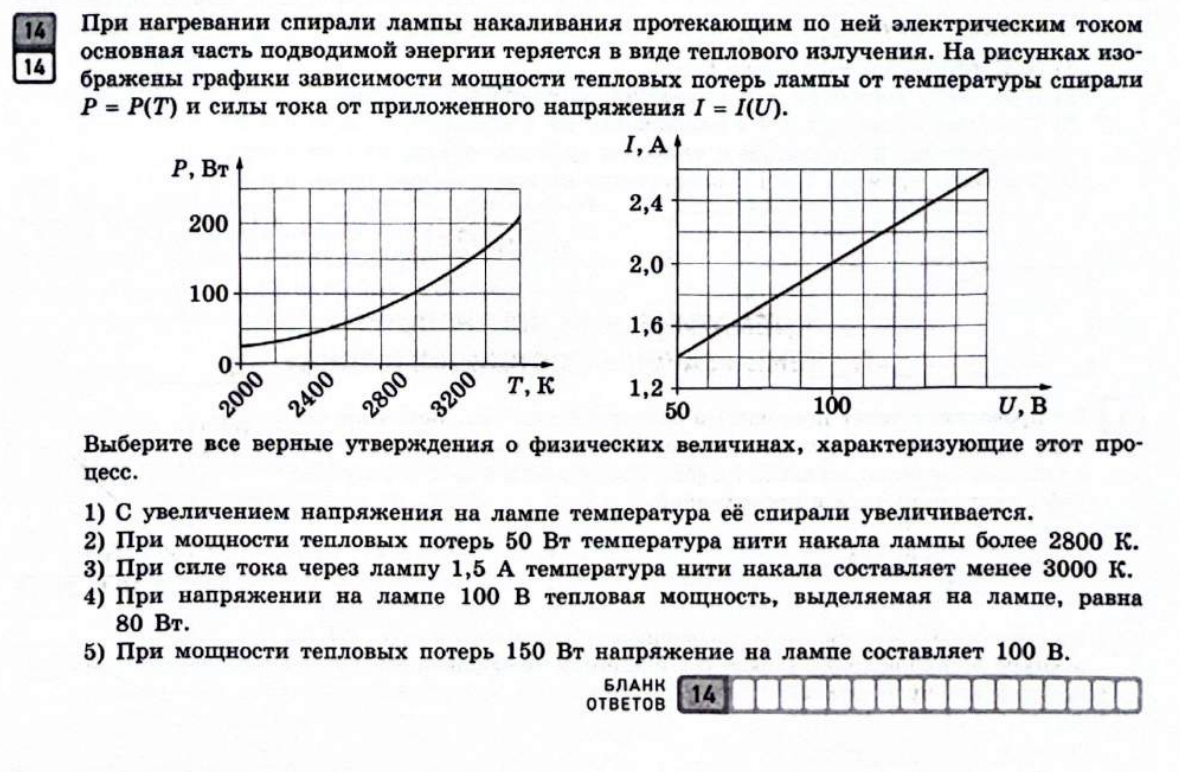 14
14
При нагревании спирали лампы накаливания протекающим по ней электрическим током
основная часть подводимой энергии теряется в виде теплового излучения. На рисунках изо-
бражены графики зависимости мощности тепловых потерь лампы от температуры спирали
P = P(T) и силы тока от приложенного напряжения I = I(U).
P, Вт
200
100
0
2000 2400 2800 3200 T, К
I, А
2,4
2,0
1,6
1,2
50 100 U, В
Выберите все верные утверждения о физических величинах, характеризующие этот про-
цесс.
1) С увеличением напряжения на лампе температура её спирали увеличивается.
2) При мощности тепловых потерь 50 Вт температура нити накала лампы более 2800 К.
3) При силе тока через лампу 1,5 А температура нити накала составляет менее 3000 К.
4) При напряжении на лампе 100 В тепловая мощность, выделяемая на лампе, равна
80 Вт.
5) При мощности тепловых потерь 150 Вт напряжение на лампе составляет 100 В.
БЛАНК
ОТВЕТОВ
14